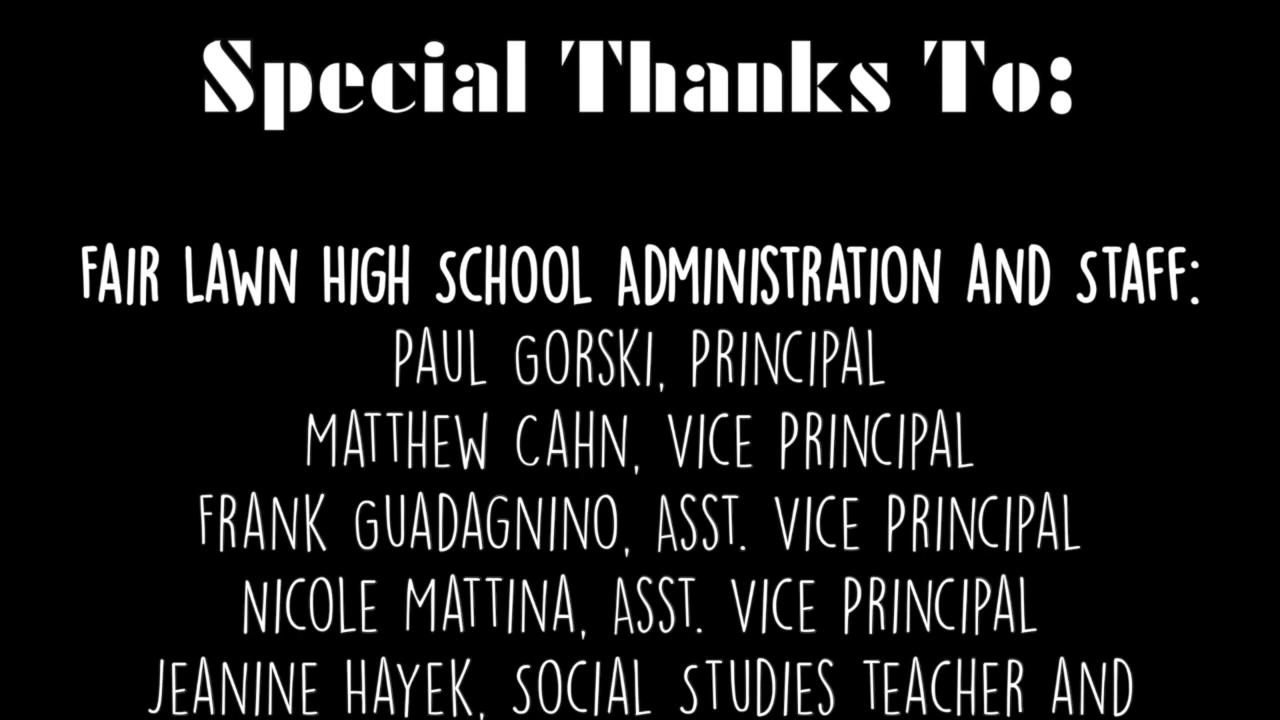 Special Thanks To:
FAIR LAWN HIGH SCHOOL ADMINISTRATION AND STAFF:
PAUL GORSKI, PRINCIPAL
MATTHEW CAHN, VICE PRINCIPAL
FRANK GUADAGNINO, ASST. VICE PRINCIPAL
NICOLE MATTINA, ASST. VICE PRINCIPAL
JEANINE HAYEK, SOCIAL STUDIES TEACHER AND